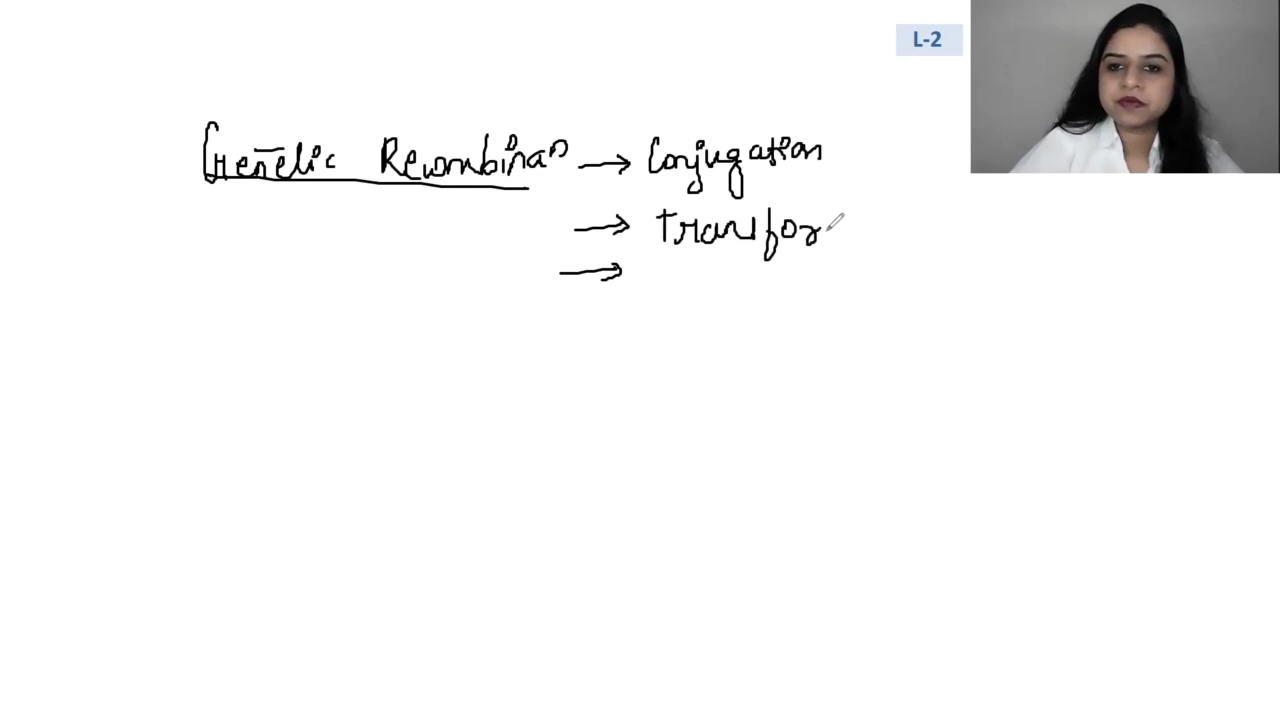 L-2
Genetic Recombinan → Conjugation
→ Transfor
→